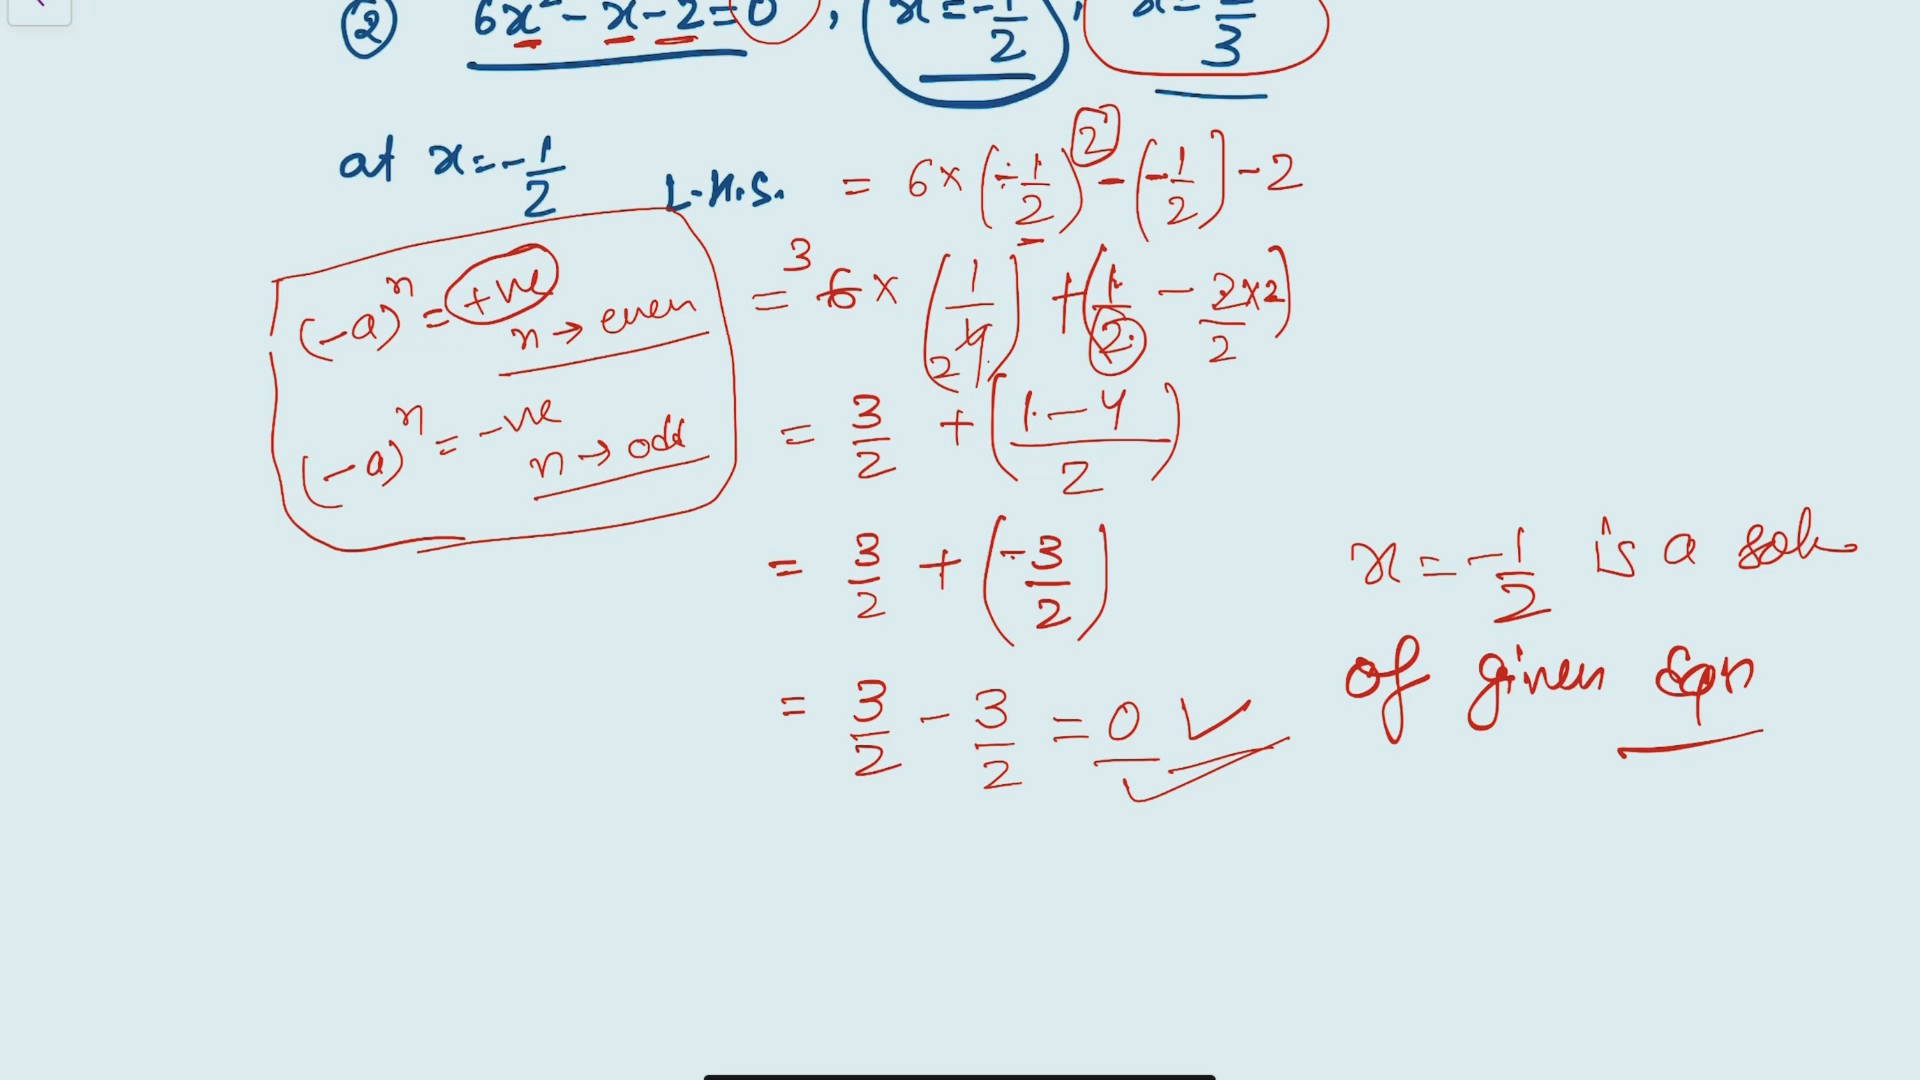 ② 6x² - x - 2 = 0 , x = -1/2 , x = 2/3
at x = -1/2 L.H.S. = 6 × (-1/2)² - (-1/2) - 2
(-a)ⁿ = +ve n → even
= ³6 × (1/4 2) + (1/2 - 2×2/2)
(-a)ⁿ = -ve n → odd
= 3/2 + (1-4/2)
= 3/2 + (-3/2)
x = -1/2 is a soln
= 3/2 - 3/2 = 0 ✓
of given eqn